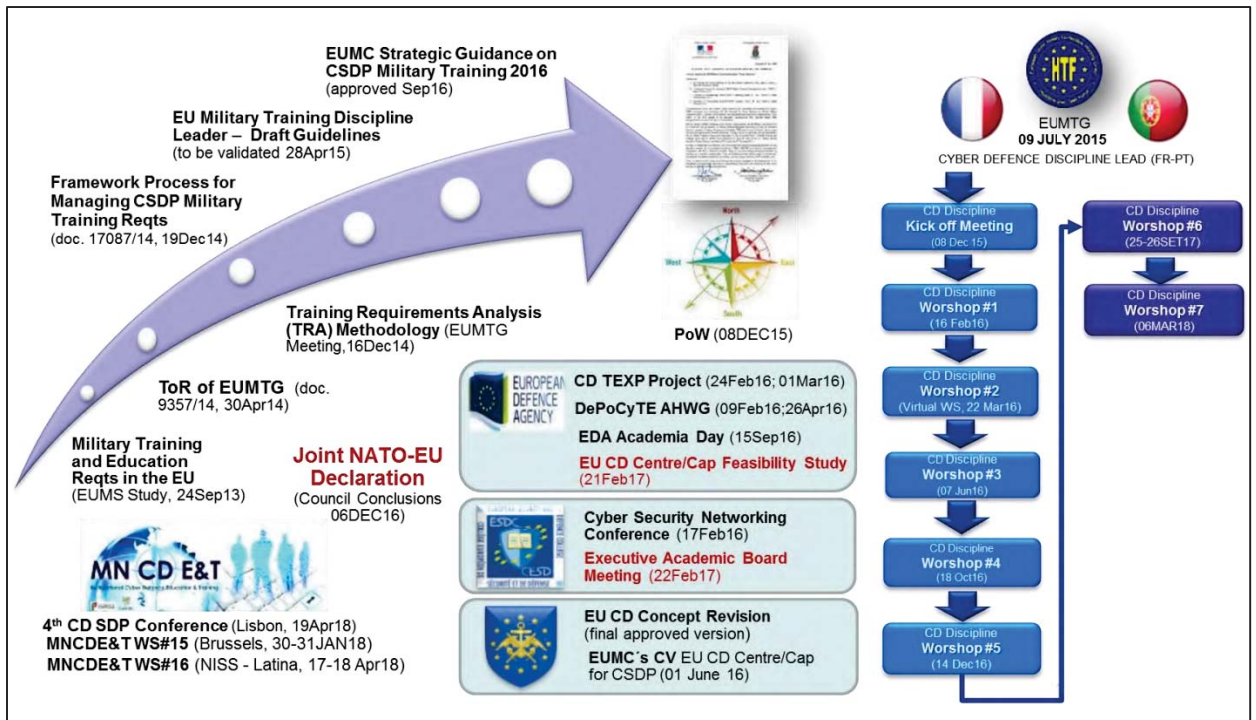 EUMC Strategic Guidance on
CSDP Military Training 2016
(approved Sep16)
EU Military Training Discipline
Leader – Draft Guidelines
(to be validated 28Apr15)
Framework Process for
Managing CSDP Military
Training Reqts
(doc. 17087/14, 19Dec14)
Training Requirements Analysis
(TRA) Methodology (EUMTG
Meeting,16Dec14)
ToR of EUMTG (doc.
9357/14, 30Apr14)
Military Training
and Education
Reqts in the EU
(EUMS Study, 24Sep13)
Joint NATO-EU
Declaration
(Council Conclusions
06DEC16)
MN CD E&T
4th CD SDP Conference (Lisbon, 19Apr18)
MNCDE&T WS#15 (Brussels, 30-31JAN18)
MNCDE&T WS#16 (NISS - Latina, 17-18 Apr18)
North
West
East
South
PoW (08DEC15)
EUROPEAN
DEFENCE
AGENCY
CD TEXP Project (24Feb16; 01Mar16)
DePoCyTE AHWG (09Feb16;26Apr16)
EDA Academia Day (15Sep16)
EU CD Centre/Cap Feasibility Study
(21Feb17)
ESDC
CESD
Cyber Security Networking
Conference (17Feb16)
Executive Academic Board
Meeting (22Feb17)
EU CD Concept Revision
(final approved version)
EUMC´s CV EU CD Centre/Cap
for CSDP (01 June 16)
HTF
EUMTG
09 JULY 2015
CYBER DEFENCE DISCIPLINE LEAD (FR-PT)
CD Discipline
Kick off Meeting
(08 Dec 15)
CD Discipline
Worshop #1
(16 Feb16)
CD Discipline
Worshop #2
(Virtual WS, 22 Mar16)
CD Discipline
Worshop #3
(07 Jun16)
CD Discipline
Worshop #4
(18 Oct16)
CD Discipline
Worshop #5
(14 Dec16)
CD Discipline
Worshop #6
(25-26SET17)
CD Discipline
Worshop #7
(06MAR18)